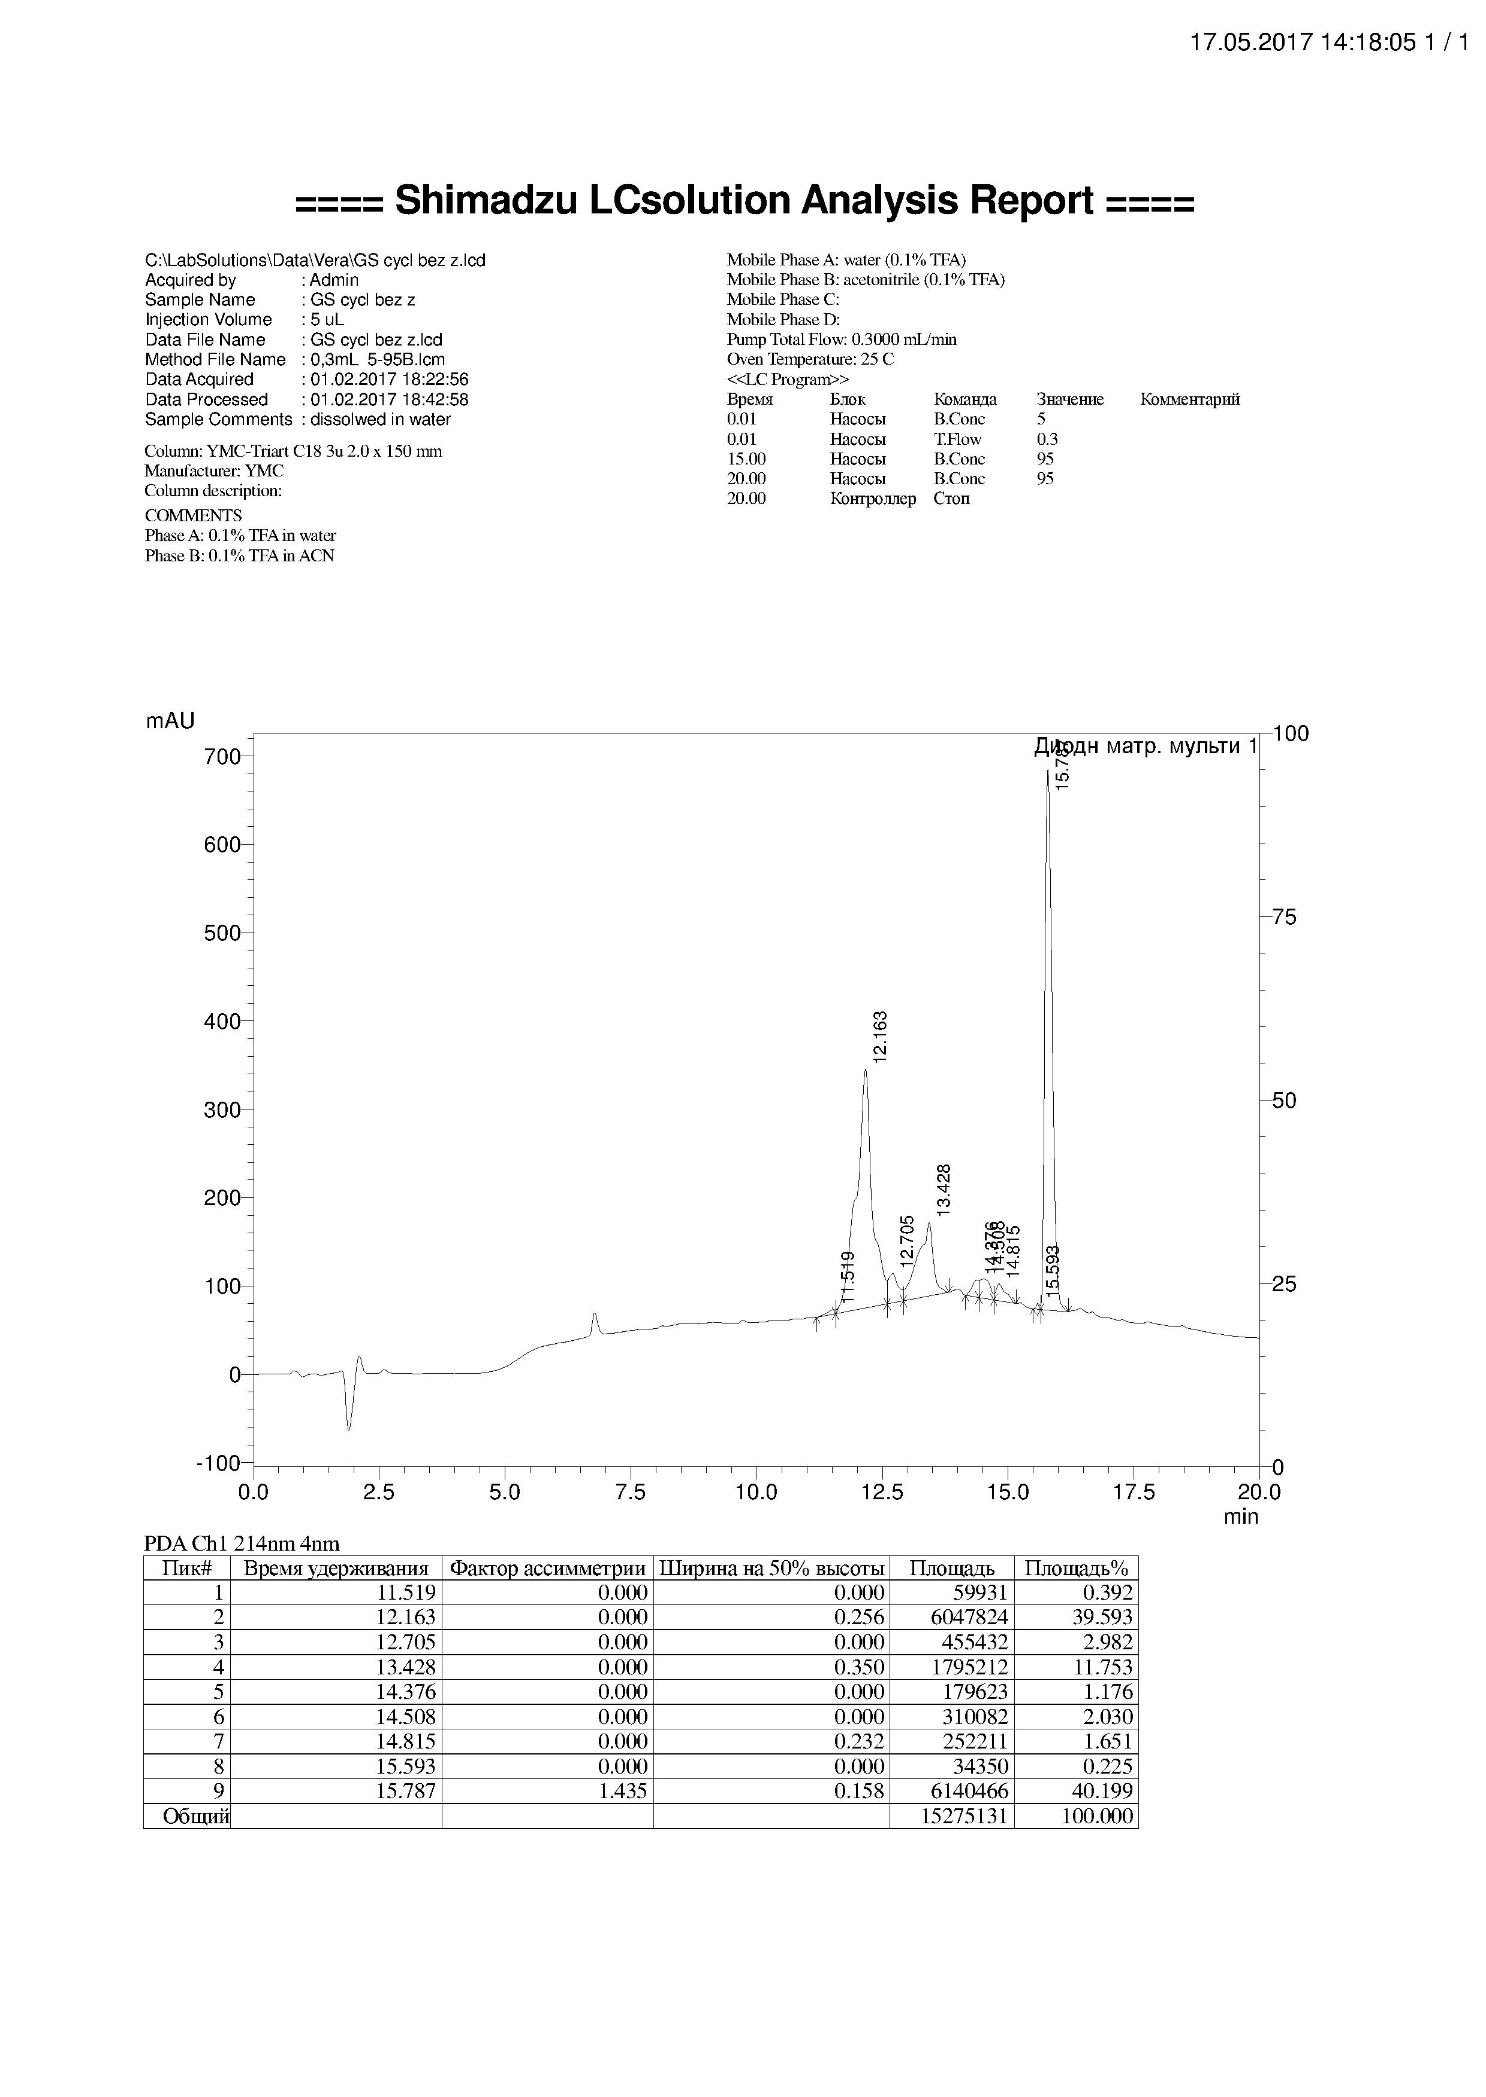 17.05.2017 14:18:05 1 / 1
==== Shimadzu LCsolution Analysis Report ====
C:\LabSolutions\Data\Vera\GS cycl bez z.lcd
Acquired by : Admin
Sample Name : GS cycl bez z
Injection Volume : 5 uL
Data File Name : GS cycl bez z.lcd
Method File Name : 0,3mL 5-95B.lcm
Data Acquired : 01.02.2017 18:22:56
Data Processed : 01.02.2017 18:42:58
Sample Comments : dissolwed in water
Column: YMC-Triart C18 3u 2.0 x 150 mm
Manufacturer: YMC
Column description:
COMMENTS
Phase A: 0.1% TFA in water
Phase B: 0.1% TFA in ACN
Mobile Phase A: water (0.1% TFA)
Mobile Phase B: acetonitrile (0.1% TFA)
Mobile Phase C:
Mobile Phase D:
Pump Total Flow: 0.3000 mL/min
Oven Temperature: 25 C
<<LC Program>>
Время Блок Команда Значение Комментарий
0.01 Насосы B.Conc 5
0.01 Насосы T.Flow 0.3
15.00 Насосы B.Conc 95
20.00 Насосы B.Conc 95
20.00 Контроллер Стоп
mAU
Диодн матр. мульти 1
700
600
500
400
300
200
100
0
-100
100
75
50
25
0
11.519
12.163
12.705
13.428
14.376
14.508
14.815
15.593
15.787
0.0 2.5 5.0 7.5 10.0 12.5 15.0 17.5 20.0
min
PDA Ch1 214nm 4nm
Пик# Время удерживания Фактор ассимметрии Ширина на 50% высоты Площадь Площадь%
1 11.519 0.000 0.000 59931 0.392
2 12.163 0.000 0.256 6047824 39.593
3 12.705 0.000 0.000 455432 2.982
4 13.428 0.000 0.350 1795212 11.753
5 14.376 0.000 0.000 179623 1.176
6 14.508 0.000 0.000 310082 2.030
7 14.815 0.000 0.232 252211 1.651
8 15.593 0.000 0.000 34350 0.225
9 15.787 1.435 0.158 6140466 40.199
Общий 15275131 100.000